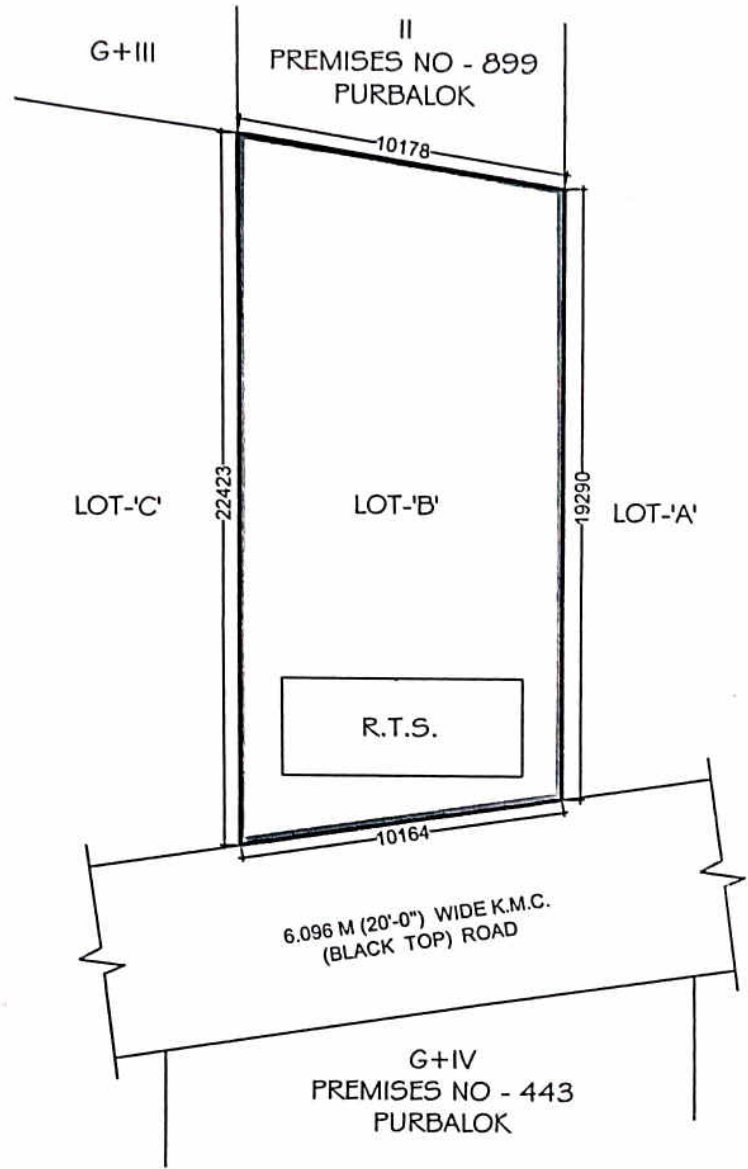 G+III
II
PREMISES NO - 899
PURBALOK
10178
22423
LOT-'C'
LOT-'B'
19290
LOT-'A'
R.T.S.
10164
6.096 M (20'-0") WIDE K.M.C.
(BLACK TOP) ROAD
G+IV
PREMISES NO - 443
PURBALOK